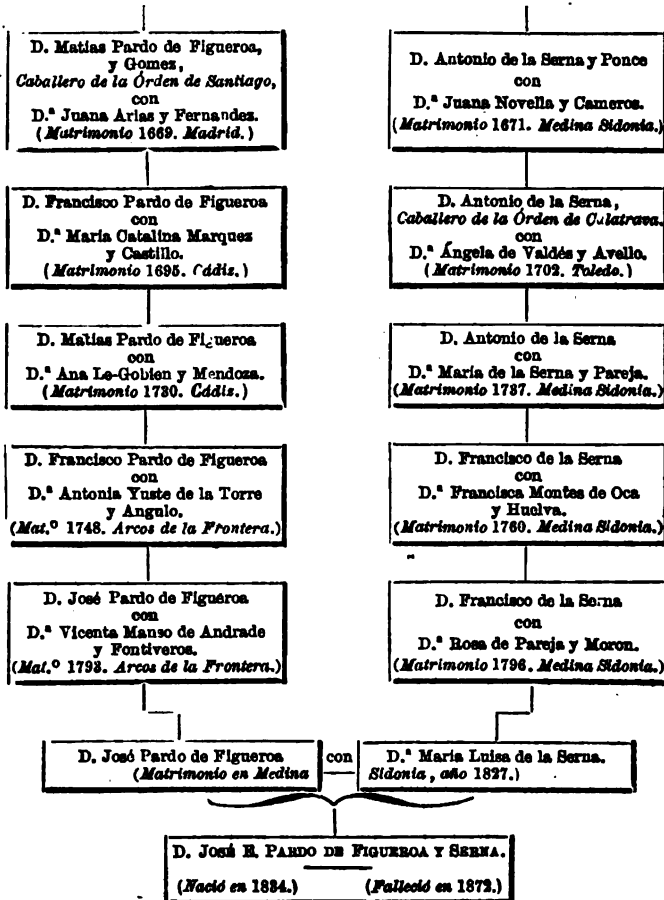 D. Matias Pardo de Figueroa,
y Gomez,
Caballero de la Órden de Santiago,
con
D.ª Juana Arias y Fernandez.
(Matrimonio 1669. Madrid.)
D. Francisco Pardo de Figueroa
con
D.ª María Catalina Marquez
y Castillo.
(Matrimonio 1695. Cádiz.)
D. Matias Pardo de Figueroa
con
D.ª Ana Le-Gobien y Mendoza.
(Matrimonio 1730. Cádiz.)
D. Francisco Pardo de Figueroa
con
D.ª Antonia Yuste de la Torre
y Angulo.
(Mat.º 1748. Arcos de la Frontera.)
D. José Pardo de Figueroa
con
D.ª Vicenta Manso de Andrade
y Fontiveros.
(Mat.º 1793. Arcos de la Frontera.)
D. Antonio de la Serna y Ponce
con
D.ª Juana Novella y Cameros.
(Matrimonio 1671. Medina Sidonia.)
D. Antonio de la Serna,
Caballero de la Órden de Calatrava.
con
D.ª Ángela de Valdés y Avello.
(Matrimonio 1702. Toledo.)
D. Antonio de la Serna
con
D.ª María de la Serna y Pareja.
(Matrimonio 1737. Medina Sidonia.)
D. Francisco de la Serna
con
D.ª Francisca Montes de Oca
y Huelva.
(Matrimonio 1760. Medina Sidonia.)
D. Francisco de la Serna
con
D.ª Rosa de Pareja y Moron.
(Matrimonio 1796. Medina Sidonia.)
D. José Pardo de Figueroa con D.ª María Luisa de la Serna.
(Matrimonio en Medina Sidonia, año 1827.)
D. JOSÉ E. PARDO DE FIGUEROA Y SERNA.
(Nació en 1834.) (Falleció en 1872.)